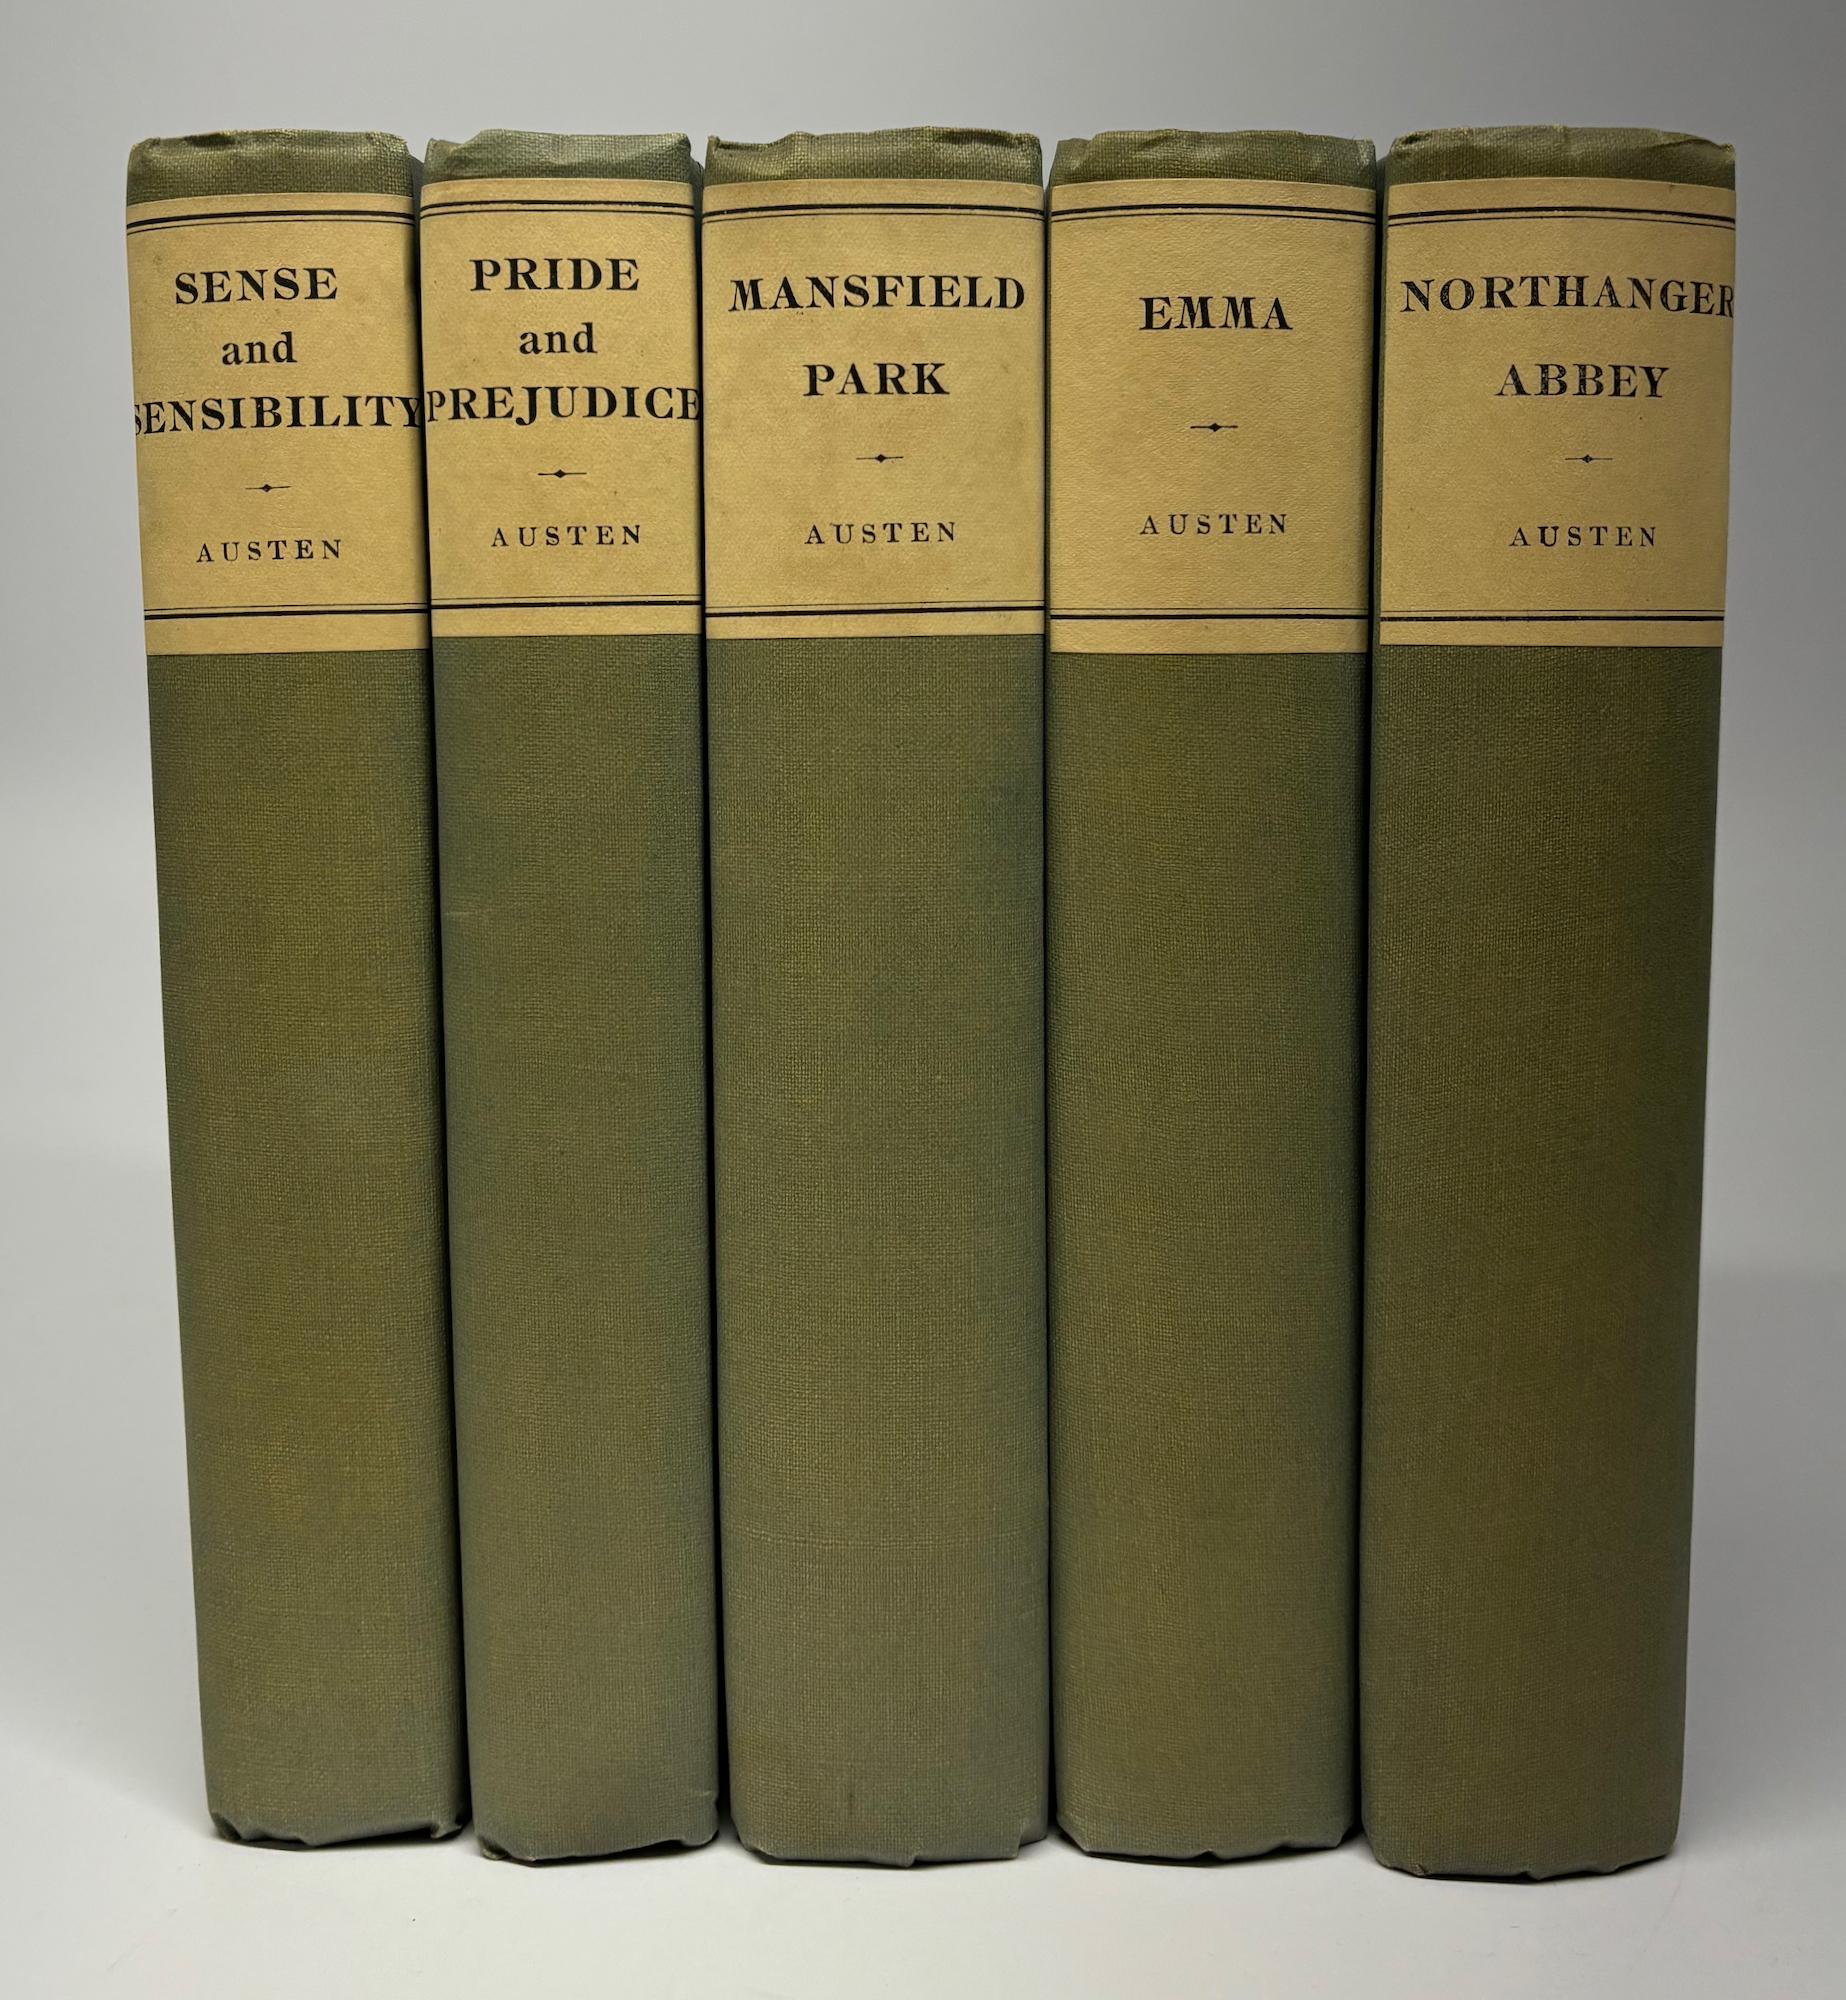 SENSE
and
SENSIBILITY
AUSTEN
PRIDE
and
PREJUDICE
AUSTEN
MANSFIELD
PARK
AUSTEN
EMMA
AUSTEN
NORTHANGER
ABBEY
AUSTEN